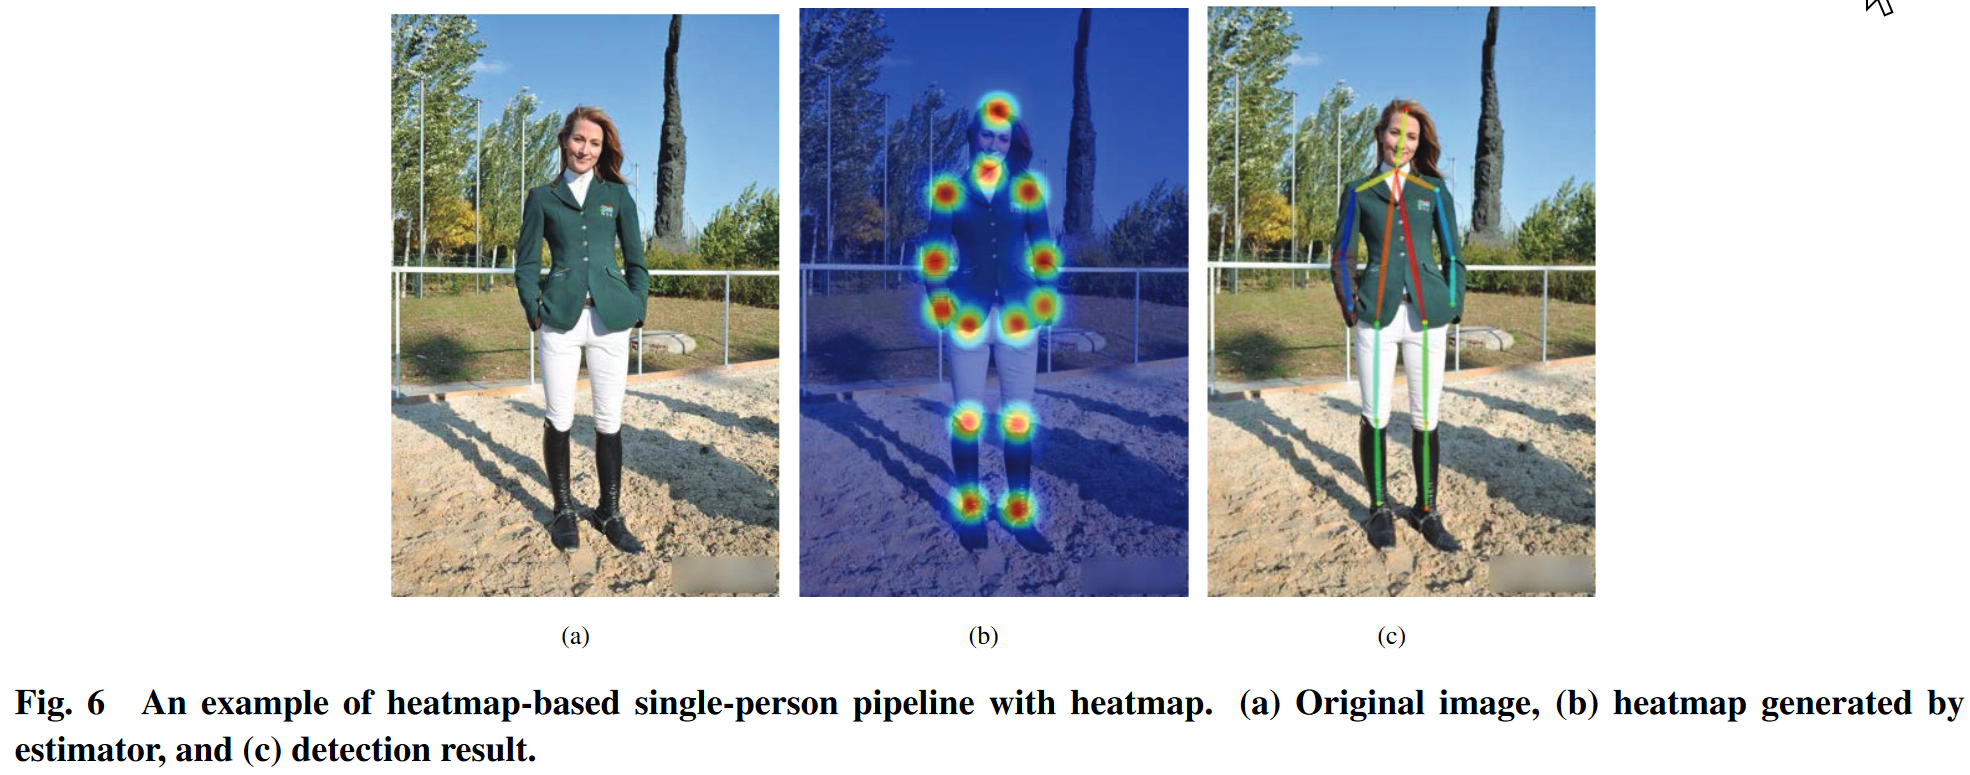 (a)
(b)
(c)
Fig. 6 An example of heatmap-based single-person pipeline with heatmap. (a) Original image, (b) heatmap generated by
estimator, and (c) detection result.